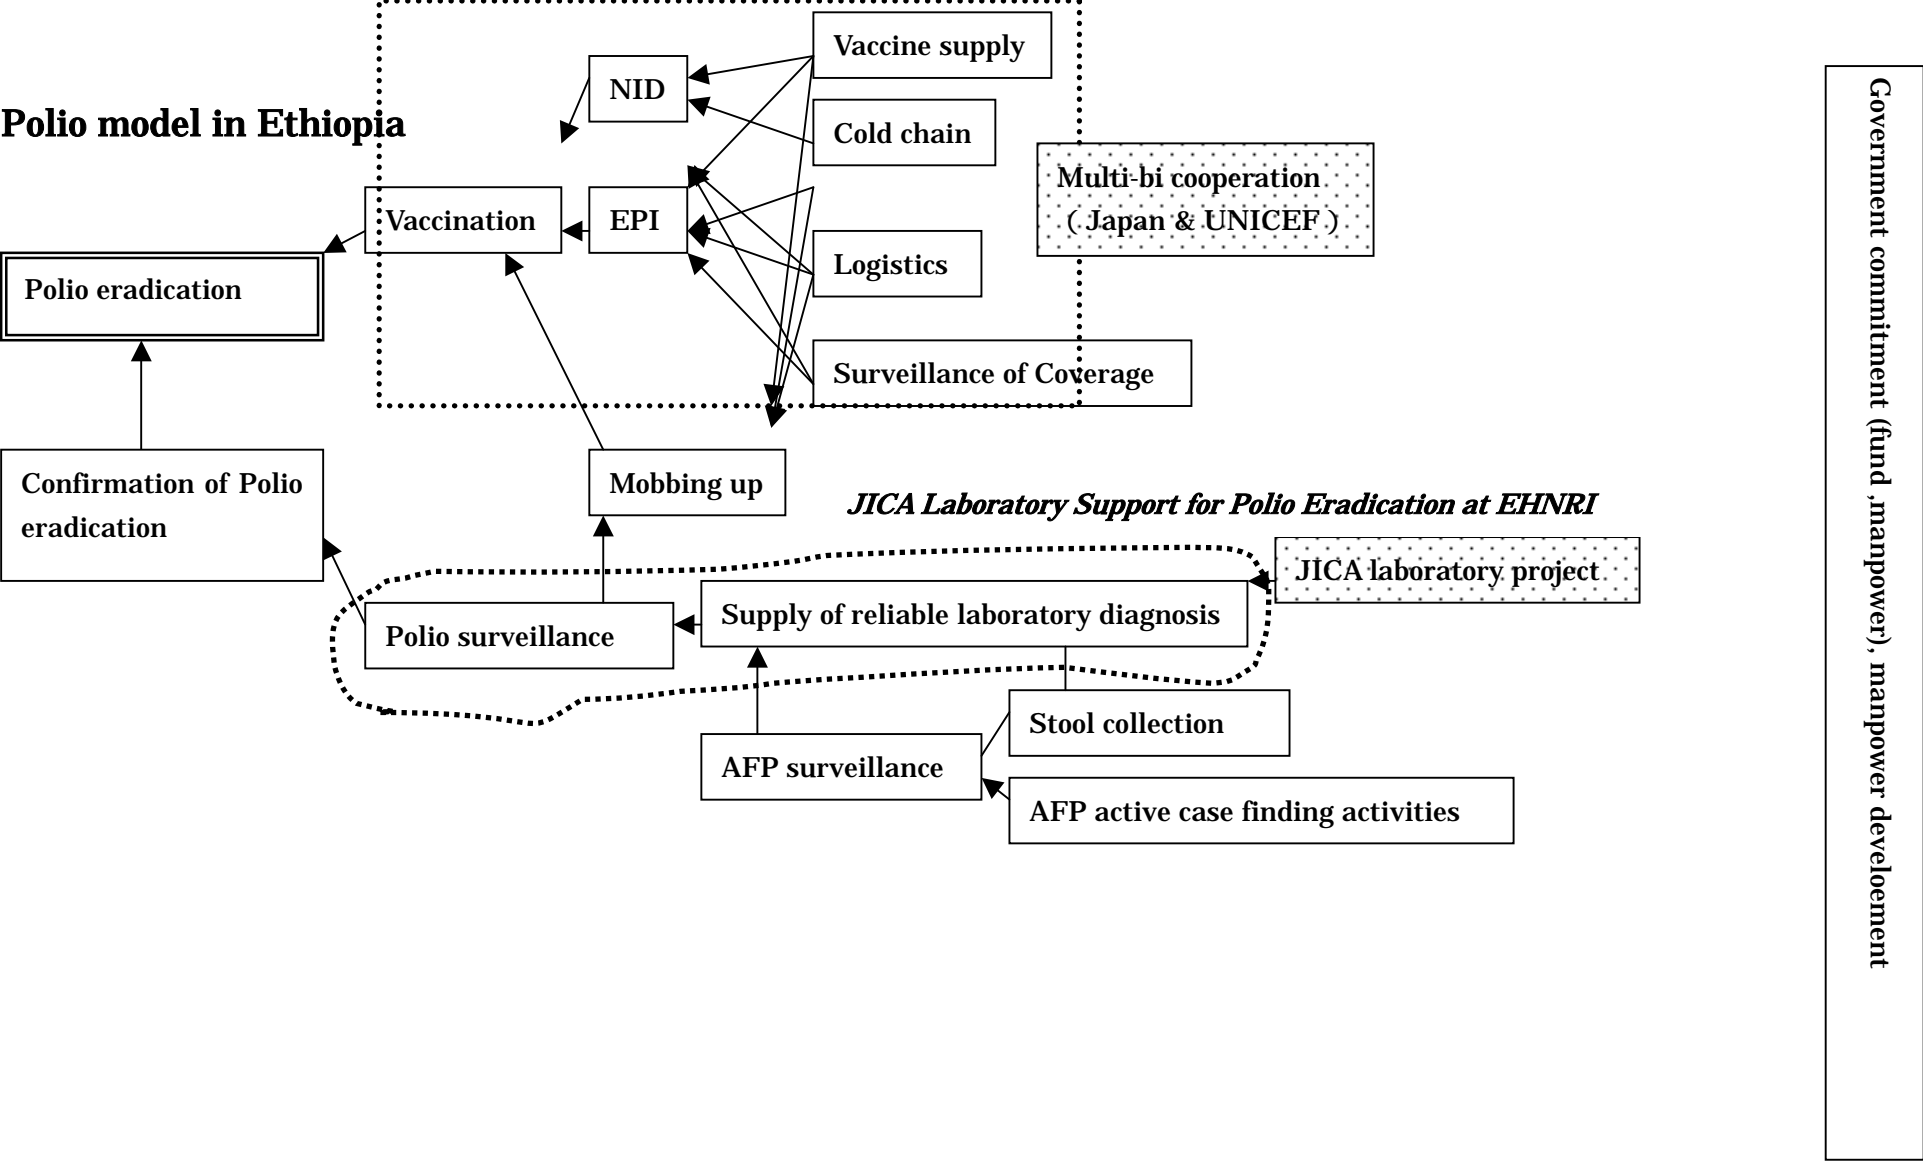 Polio model in Ethiopia
NID
Vaccine supply
Cold chain
Multi-bi cooperation
( Japan & UNICEF )
Vaccination
EPI
Logistics
Polio eradication
Surveillance of Coverage
Confirmation of Polio
eradication
Mobbing up
JICA Laboratory Support for Polio Eradication at EHNRI
JICA laboratory project
Supply of reliable laboratory diagnosis
Polio surveillance
Stool collection
AFP surveillance
AFP active case finding activities
Government commitment (fund ,manpower), manpower develoement